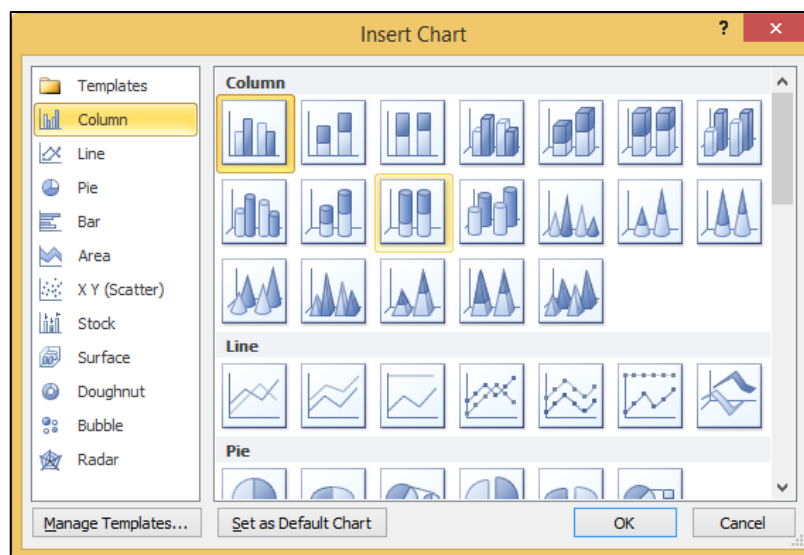 Insert Chart
?
Templates
Column
Line
Pie
Bar
Area
X Y (Scatter)
Stock
Surface
Doughnut
Bubble
Radar
Column
Line
Pie
Manage Templates...
Set as Default Chart
OK
Cancel